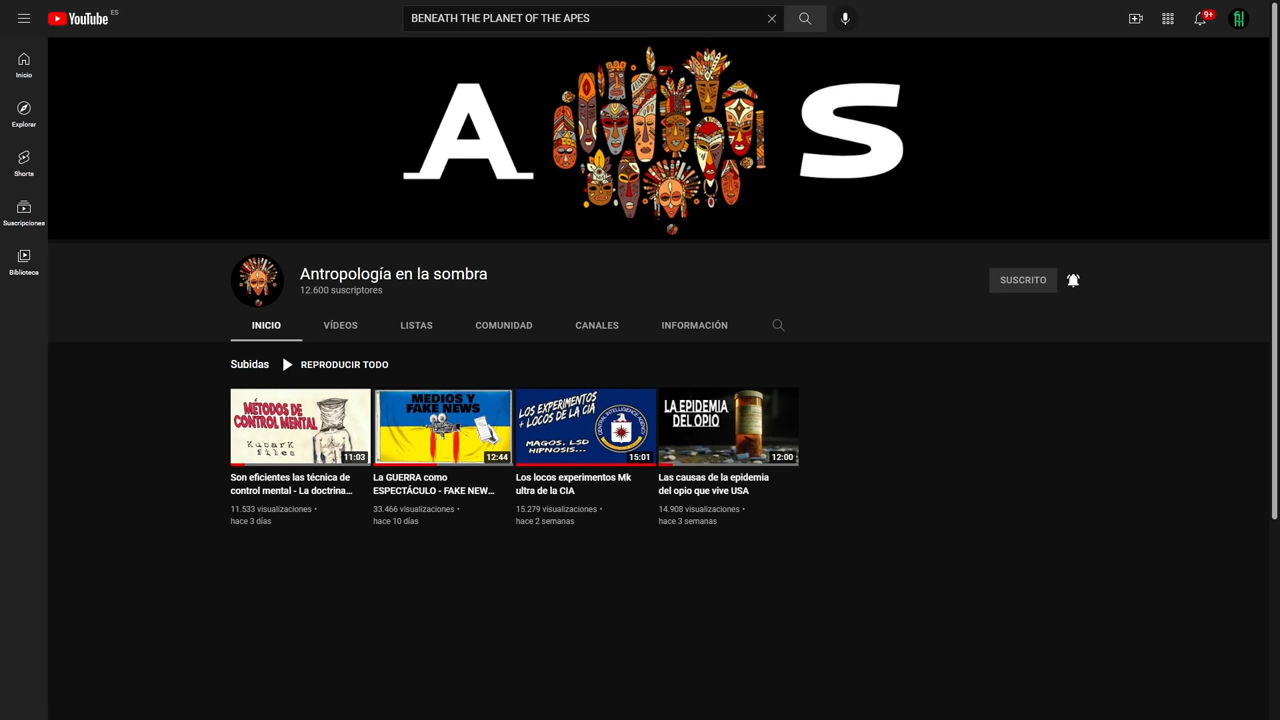 YouTube ES
BENEATH THE PLANET OF THE APES
9+
Inicio
Explorar
Shorts
Suscripciones
Biblioteca
A S
Antropología en la sombra
12.600 suscriptores
SUSCRITO
INICIO VÍDEOS LISTAS COMUNIDAD CANALES INFORMACIÓN
Subidas REPRODUCIR TODO
MÉTODOS DE
CONTROL MENTAL
Kubark
files
11:03
Son eficientes las técnica de
control mental - La doctrina...
11.533 visualizaciones •
hace 3 días
MEDIOS Y
FAKE NEWS
12:44
La GUERRA como
ESPECTÁCULO - FAKE NEW...
33.466 visualizaciones •
hace 10 días
LOS EXPERIMENTOS
+ LOCOS DE LA CIA
CENTRAL INTELLIGENCE AGENCY
MAGOS, LSD
HIPNOSIS...
15:01
Los locos experimentos Mk
ultra de la CIA
15.279 visualizaciones •
hace 2 semanas
LA EPIDEMIA
DEL OPIO
12:00
Las causas de la epidemia
del opio que vive USA
14.908 visualizaciones •
hace 3 semanas